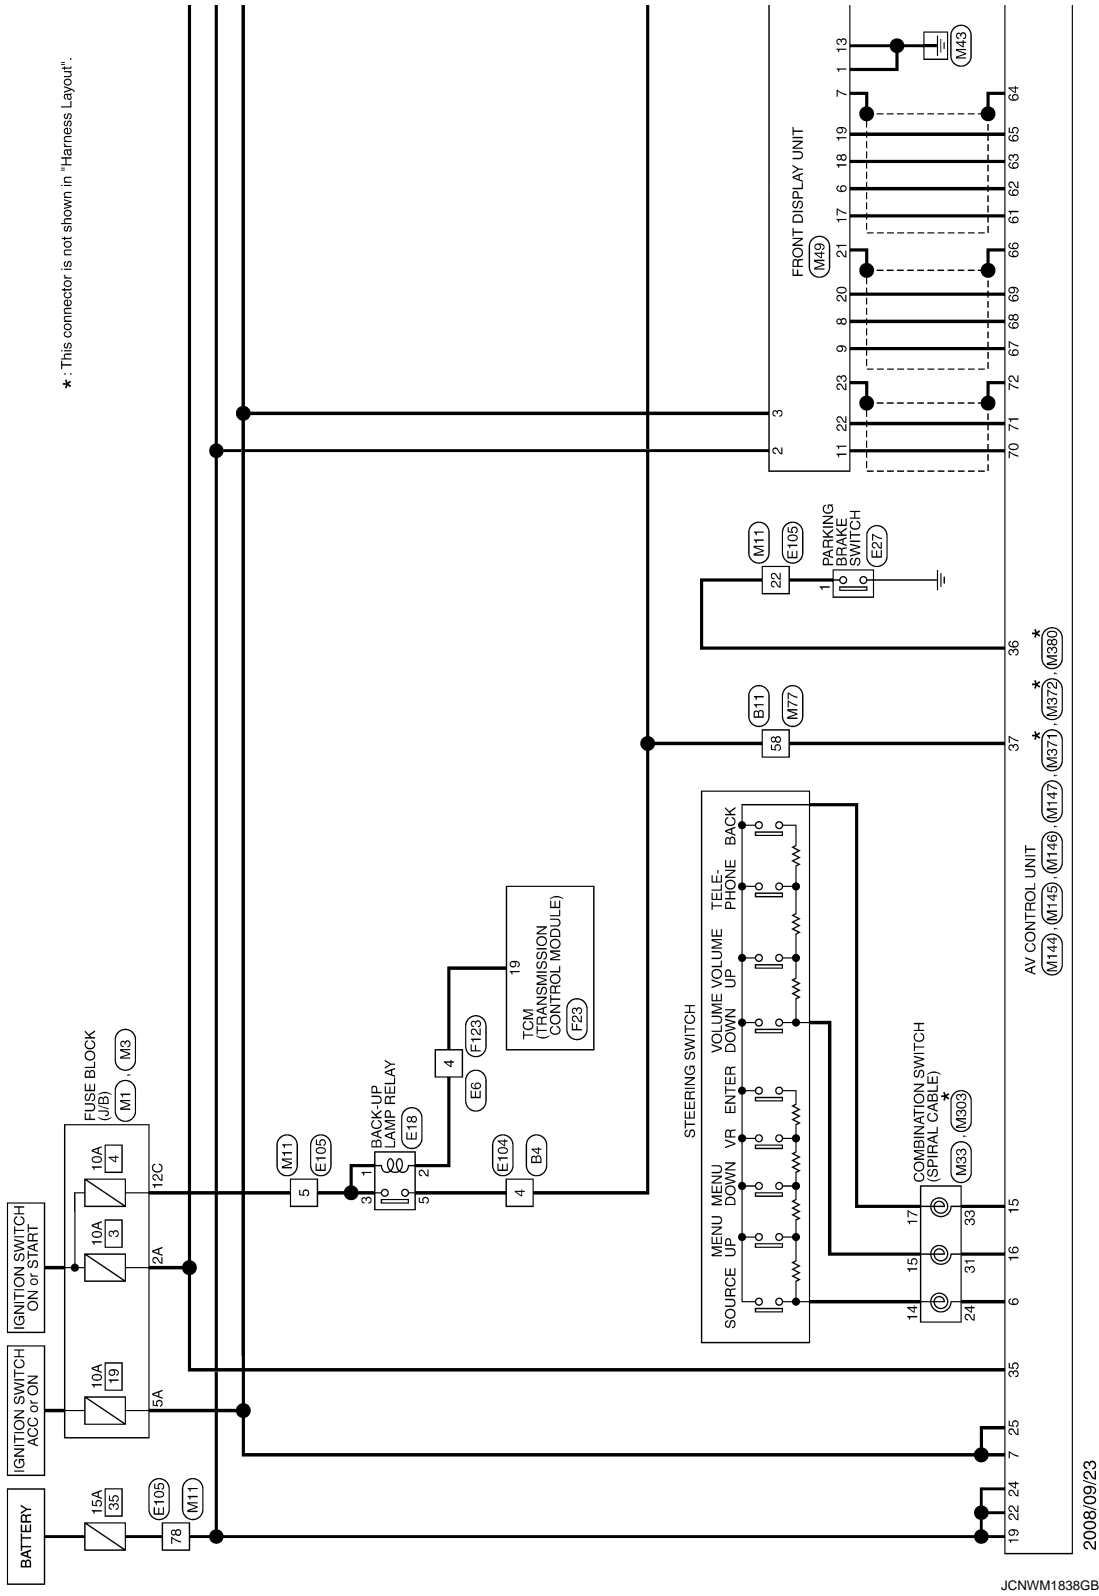 * : This connector is not shown in "Harness Layout".
BATTERY
15A
35
E105
78
M11
IGNITION SWITCH
ACC or ON
10A
19
5A
IGNITION SWITCH
ON or START
10A
3
2A
10A
4
12C
FUSE BLOCK
(J/B)
M1 , M3
M11
5
E105
BACK-UP
LAMP RELAY
E18
1
3
2
5
E104
4
B4
4
E6
F123
19
TCM
(TRANSMISSION
CONTROL MODULE)
F23
STEERING SWITCH
SOURCE
MENU
UP
MENU
DOWN
VR
ENTER
VOLUME
DOWN
VOLUME
UP
TELE-
PHONE
BACK
COMBINATION SWITCH
(SPIRAL CABLE)
M33 , M303 *
14
15
17
24
31
33
B11
58
M77
M11
22
E105
1
PARKING
BRAKE
SWITCH
E27
FRONT DISPLAY UNIT
M49
2
3
11
22
23
9
8
20
21
17
6
18
19
7
1
13
M43
19
22
24
7
25
35
6
16
15
37
36
70
71
72
67
68
69
66
61
62
63
65
64
AV CONTROL UNIT
M144 , M145 , M146 , M147 , M371 * , M372 * , M380 *
2008/09/23
JCNWM1838GB